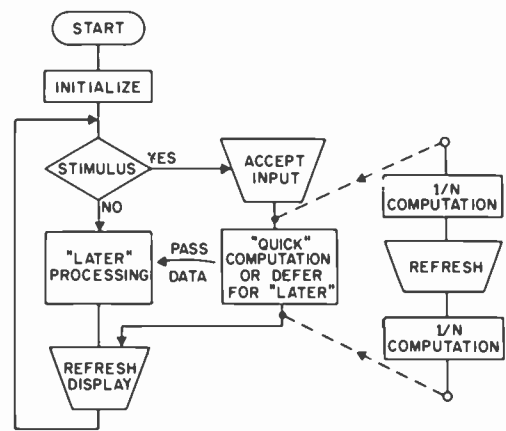 START
INITIALIZE
STIMULUS
YES
NO
ACCEPT
INPUT
"LATER"
PROCESSING
PASS
DATA
"QUICK"
COMPUTATION
OR DEFER
FOR "LATER"
REFRESH
DISPLAY
1/N
COMPUTATION
REFRESH
1/N
COMPUTATION